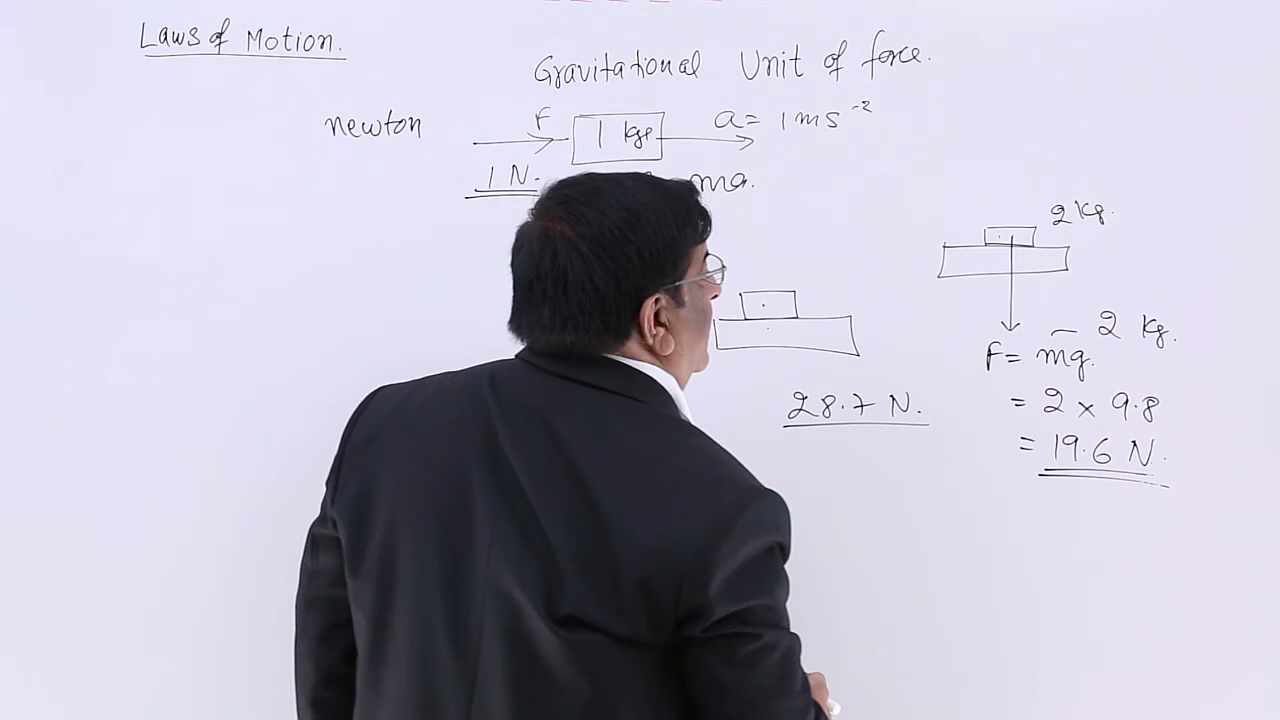 Laws of Motion.
Gravitational Unit of force.
newton
F
1 kg
a = 1 ms⁻²
1 N.
ma.
2 Kg.
28.7 N.
– 2 Kg.
F = mg.
= 2 × 9.8
= 19.6 N.